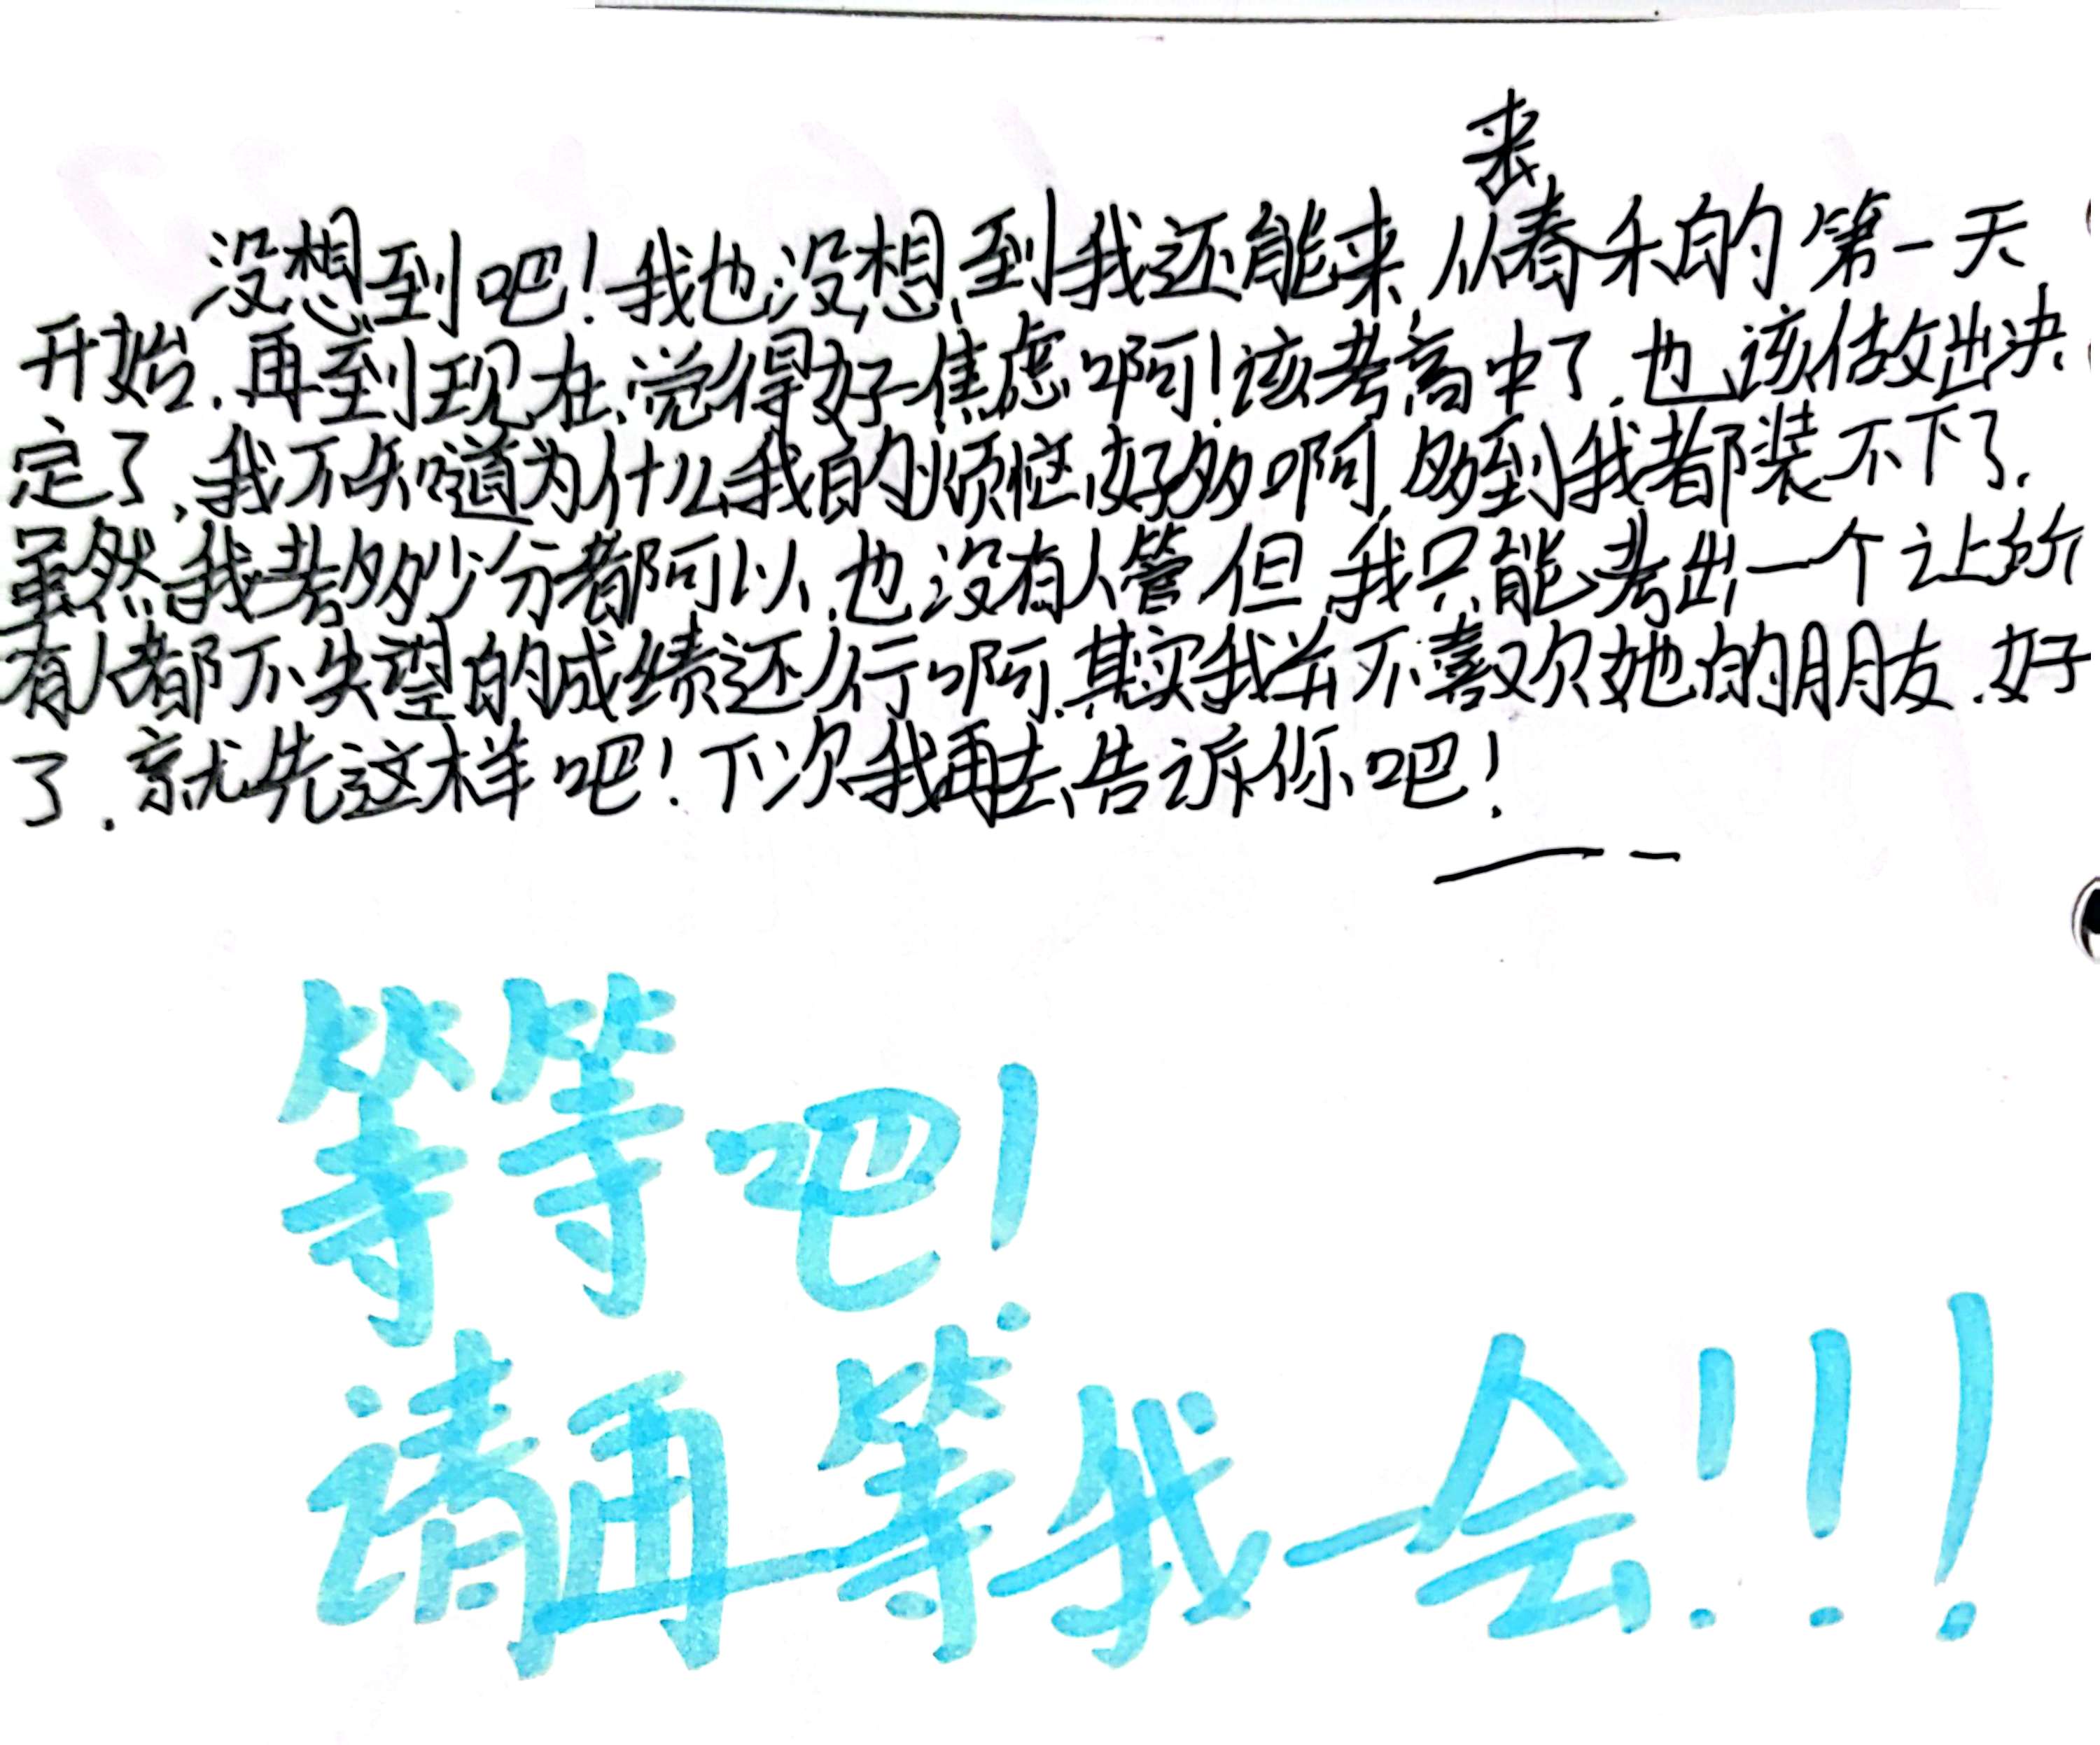 来
没想到吧！我也没想到我还能来，从春禾的第一天
开始，再到现在，觉得好焦虑啊！该考高中了，也该做出决
定了，我不知道为什么我的烦恼好多啊，多到我都装不下了.
虽然我考多少分都可以，也没有人管，但我只能考出一个让所
有人都不失望的成绩还行啊，其实我并不喜欢她的朋友.好
了.就先这样吧！下次我再去告诉你吧！
等等吧！
请再等我一会！！！